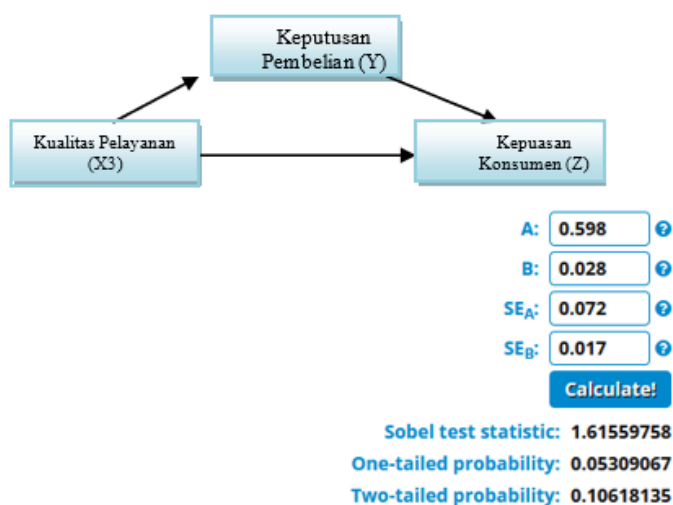 Keputusan
Pembelian (Y)
Kualitas Pelayanan
(X3)
Kepuasan
Konsumen (Z)
A: 0.598 ?
B: 0.028 ?
SEA: 0.072 ?
SEB: 0.017 ?
Calculate!
Sobel test statistic: 1.61559758
One-tailed probability: 0.05309067
Two-tailed probability: 0.10618135